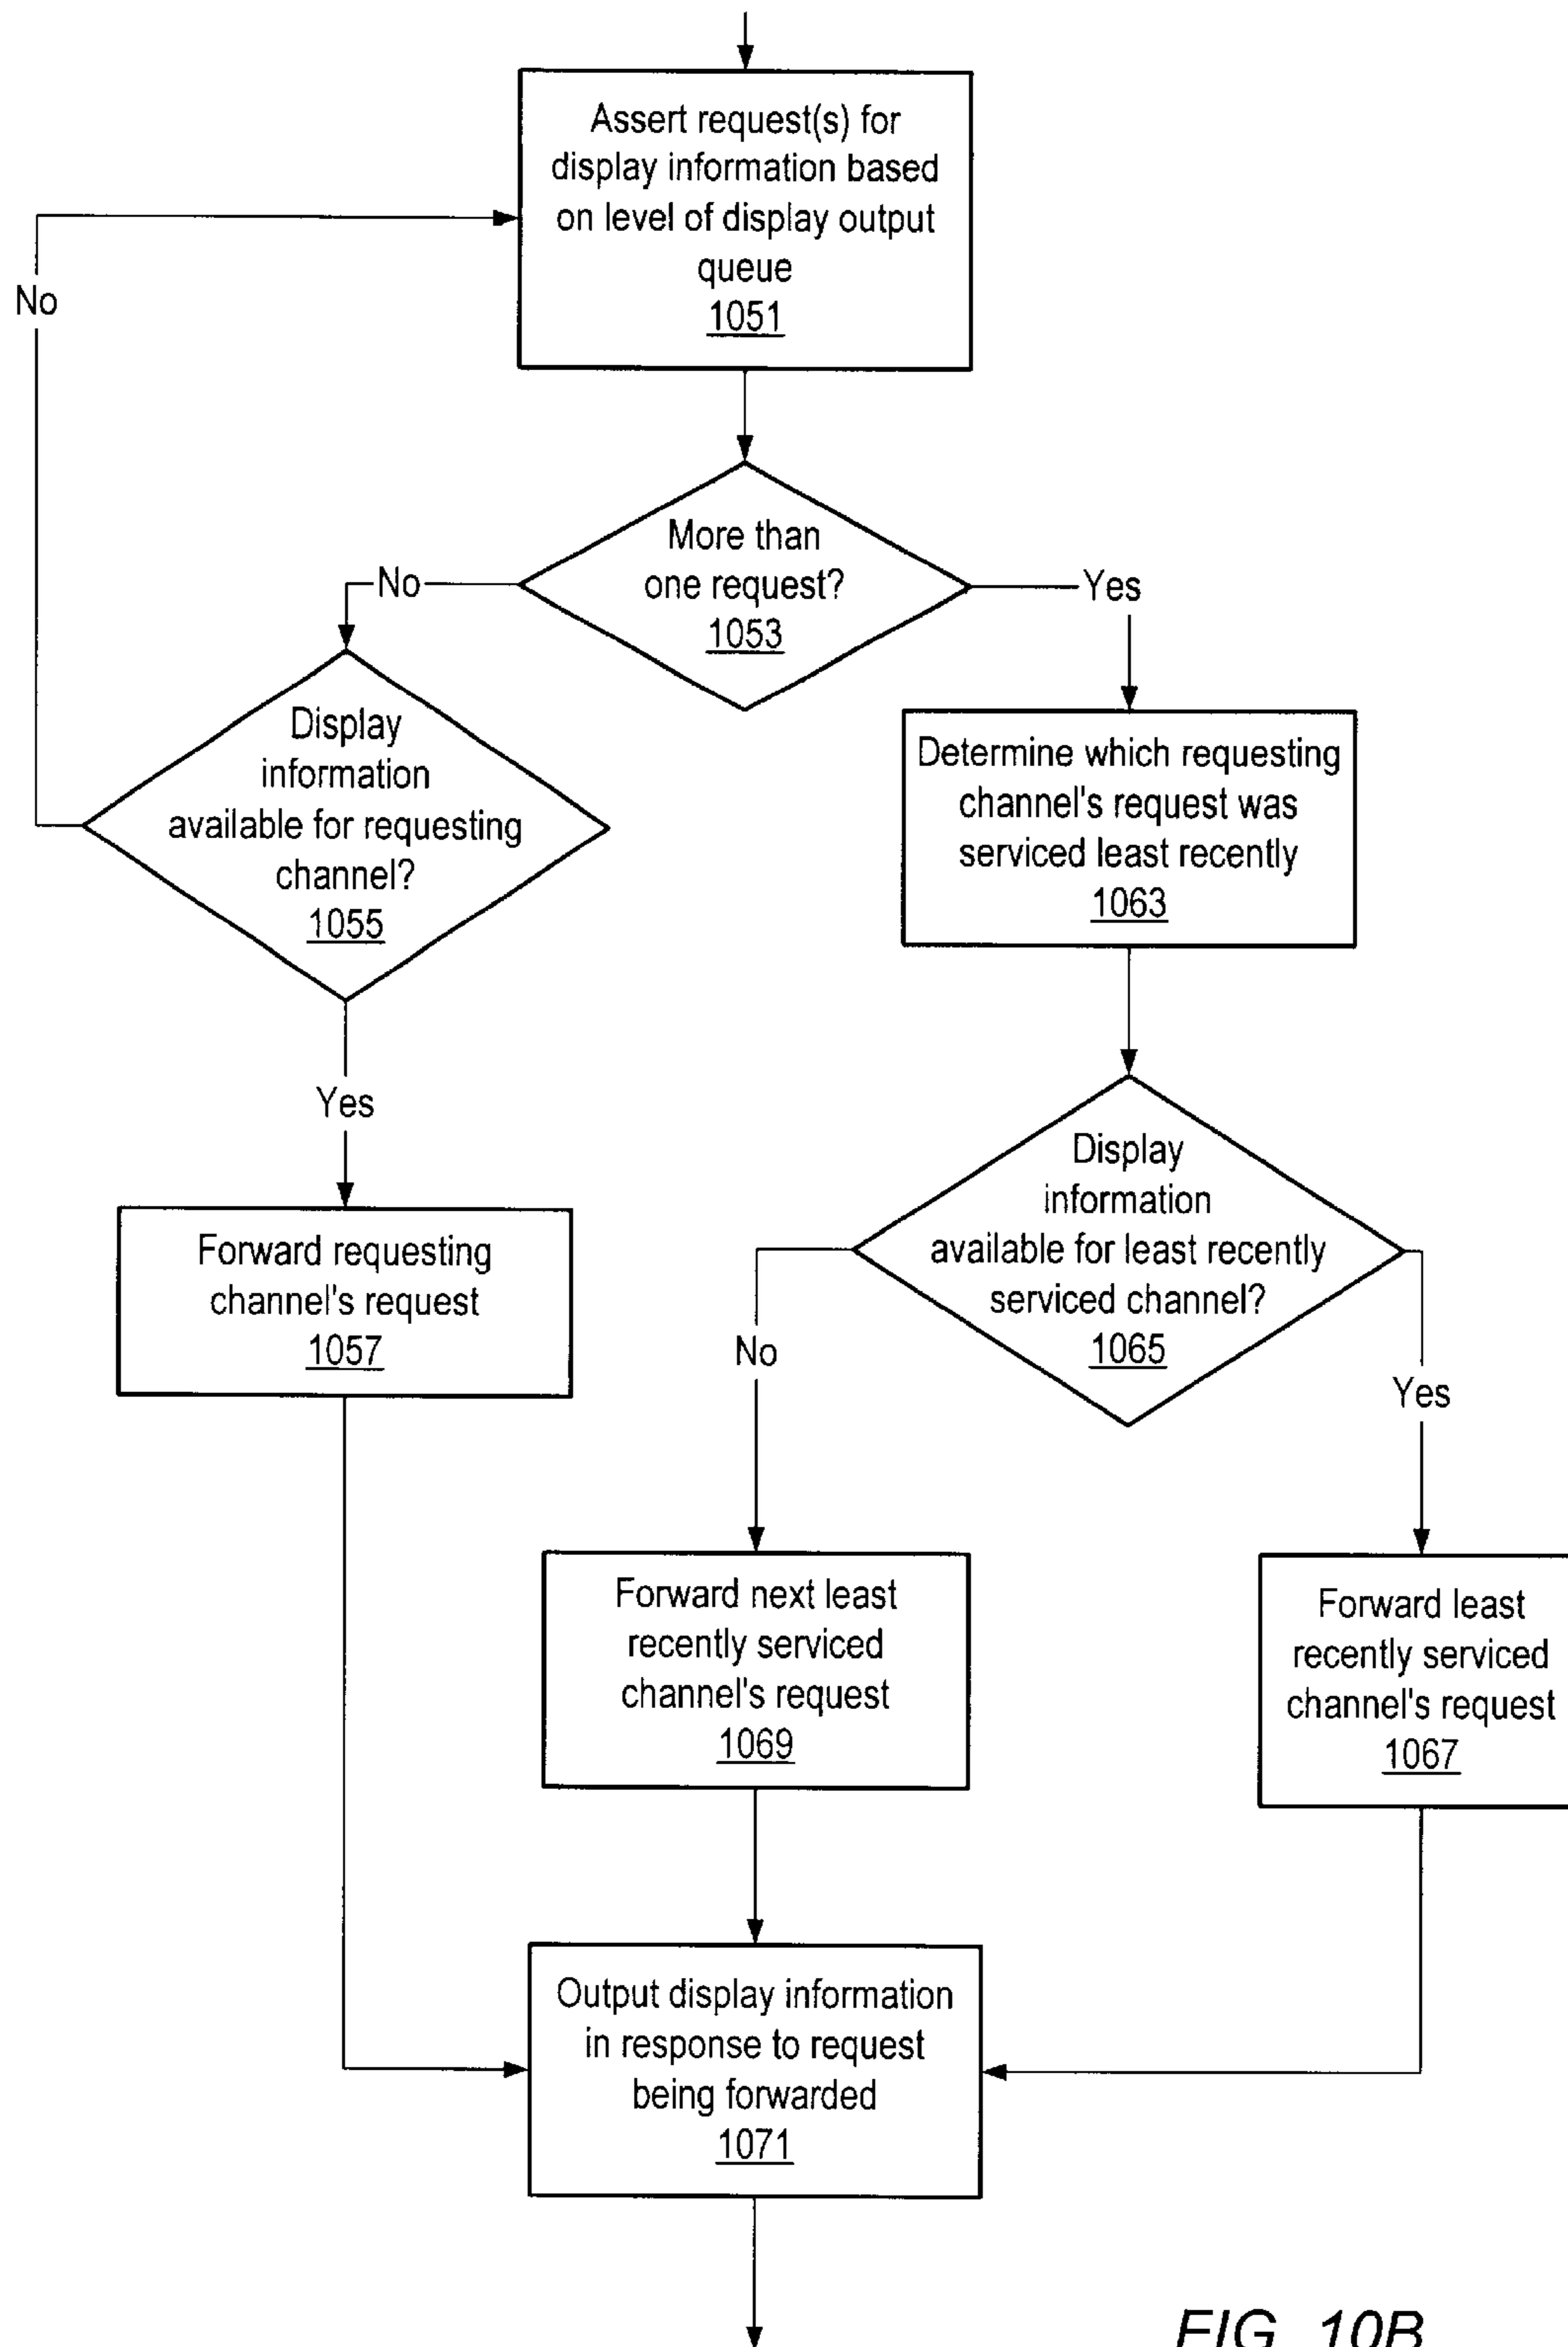 Assert request(s) for
display information based
on level of display output
queue
1051
No
More than
one request?
1053
No
Yes
Display
information
available for requesting
channel?
1055
Determine which requesting
channel's request was
serviced least recently
1063
Yes
Display
information
available for least recently
serviced channel?
1065
Forward requesting
channel's request
1057
No
Yes
Forward next least
recently serviced
channel's request
1069
Forward least
recently serviced
channel's request
1067
Output display information
in response to request
being forwarded
1071
FIG. 10B